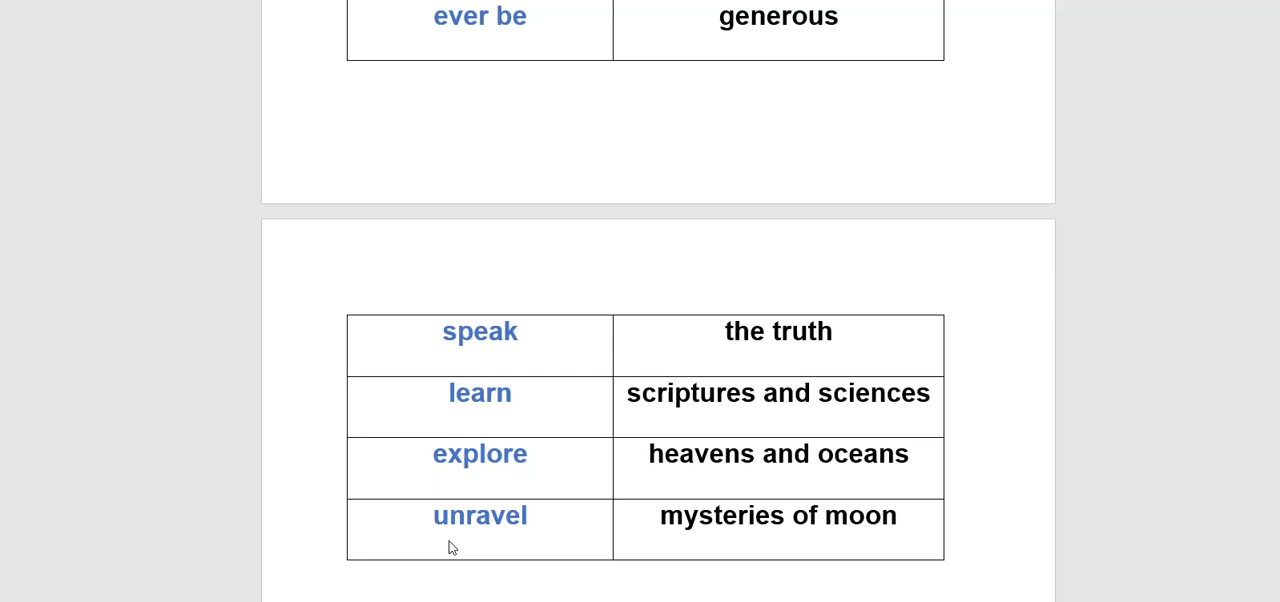 ever be generous
speak the truth
learn scriptures and sciences
explore heavens and oceans
unravel mysteries of moon